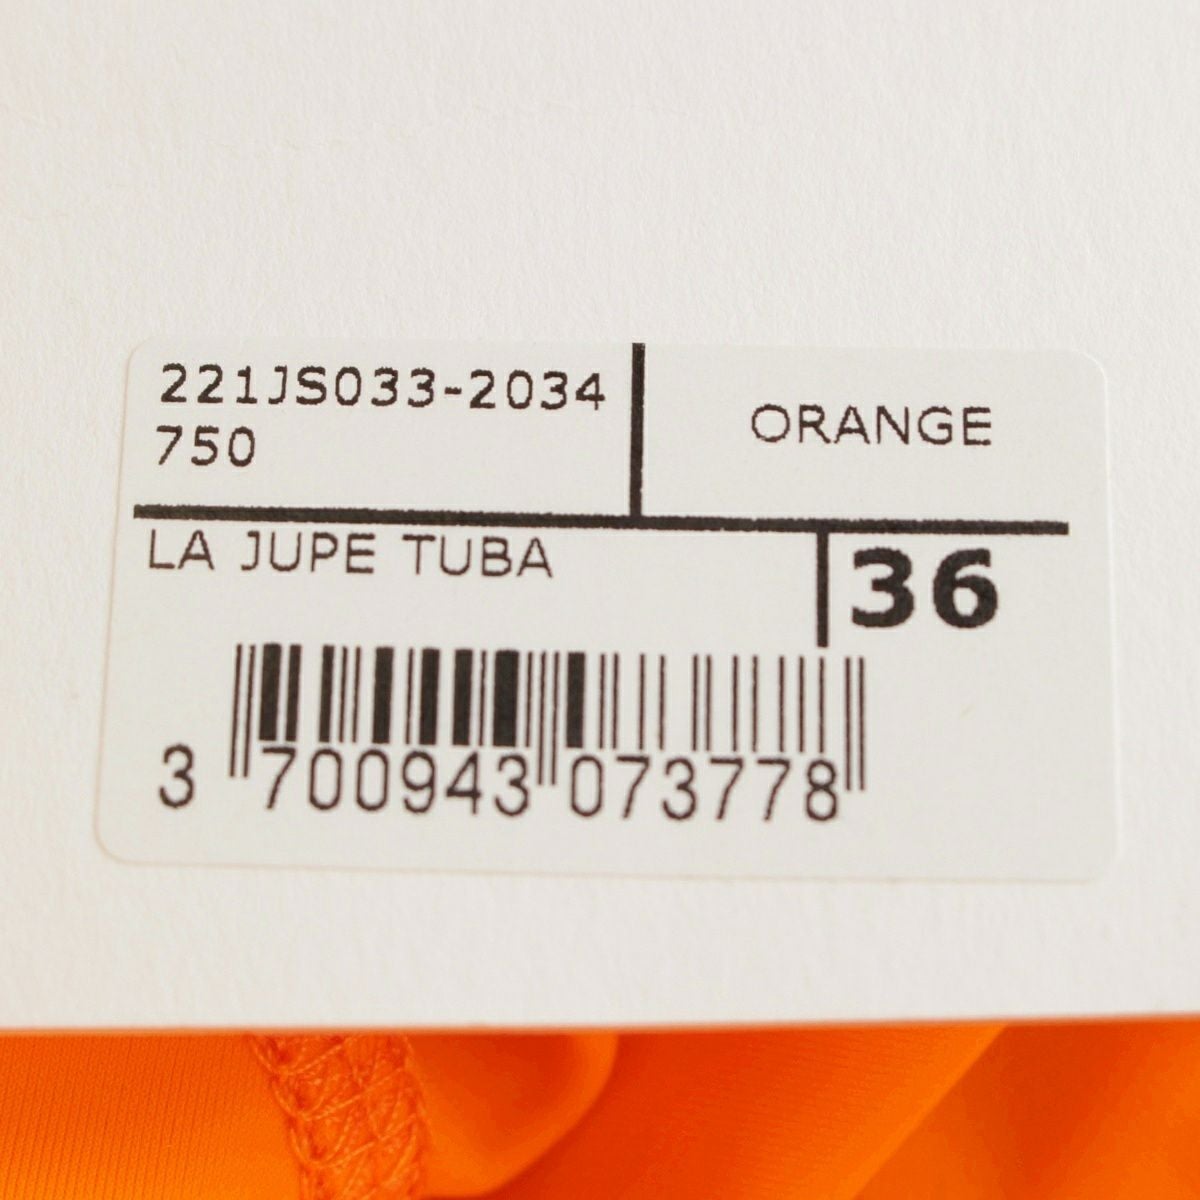 221JS033-2034
750
ORANGE
LA JUPE TUBA
36
3 700943 073778